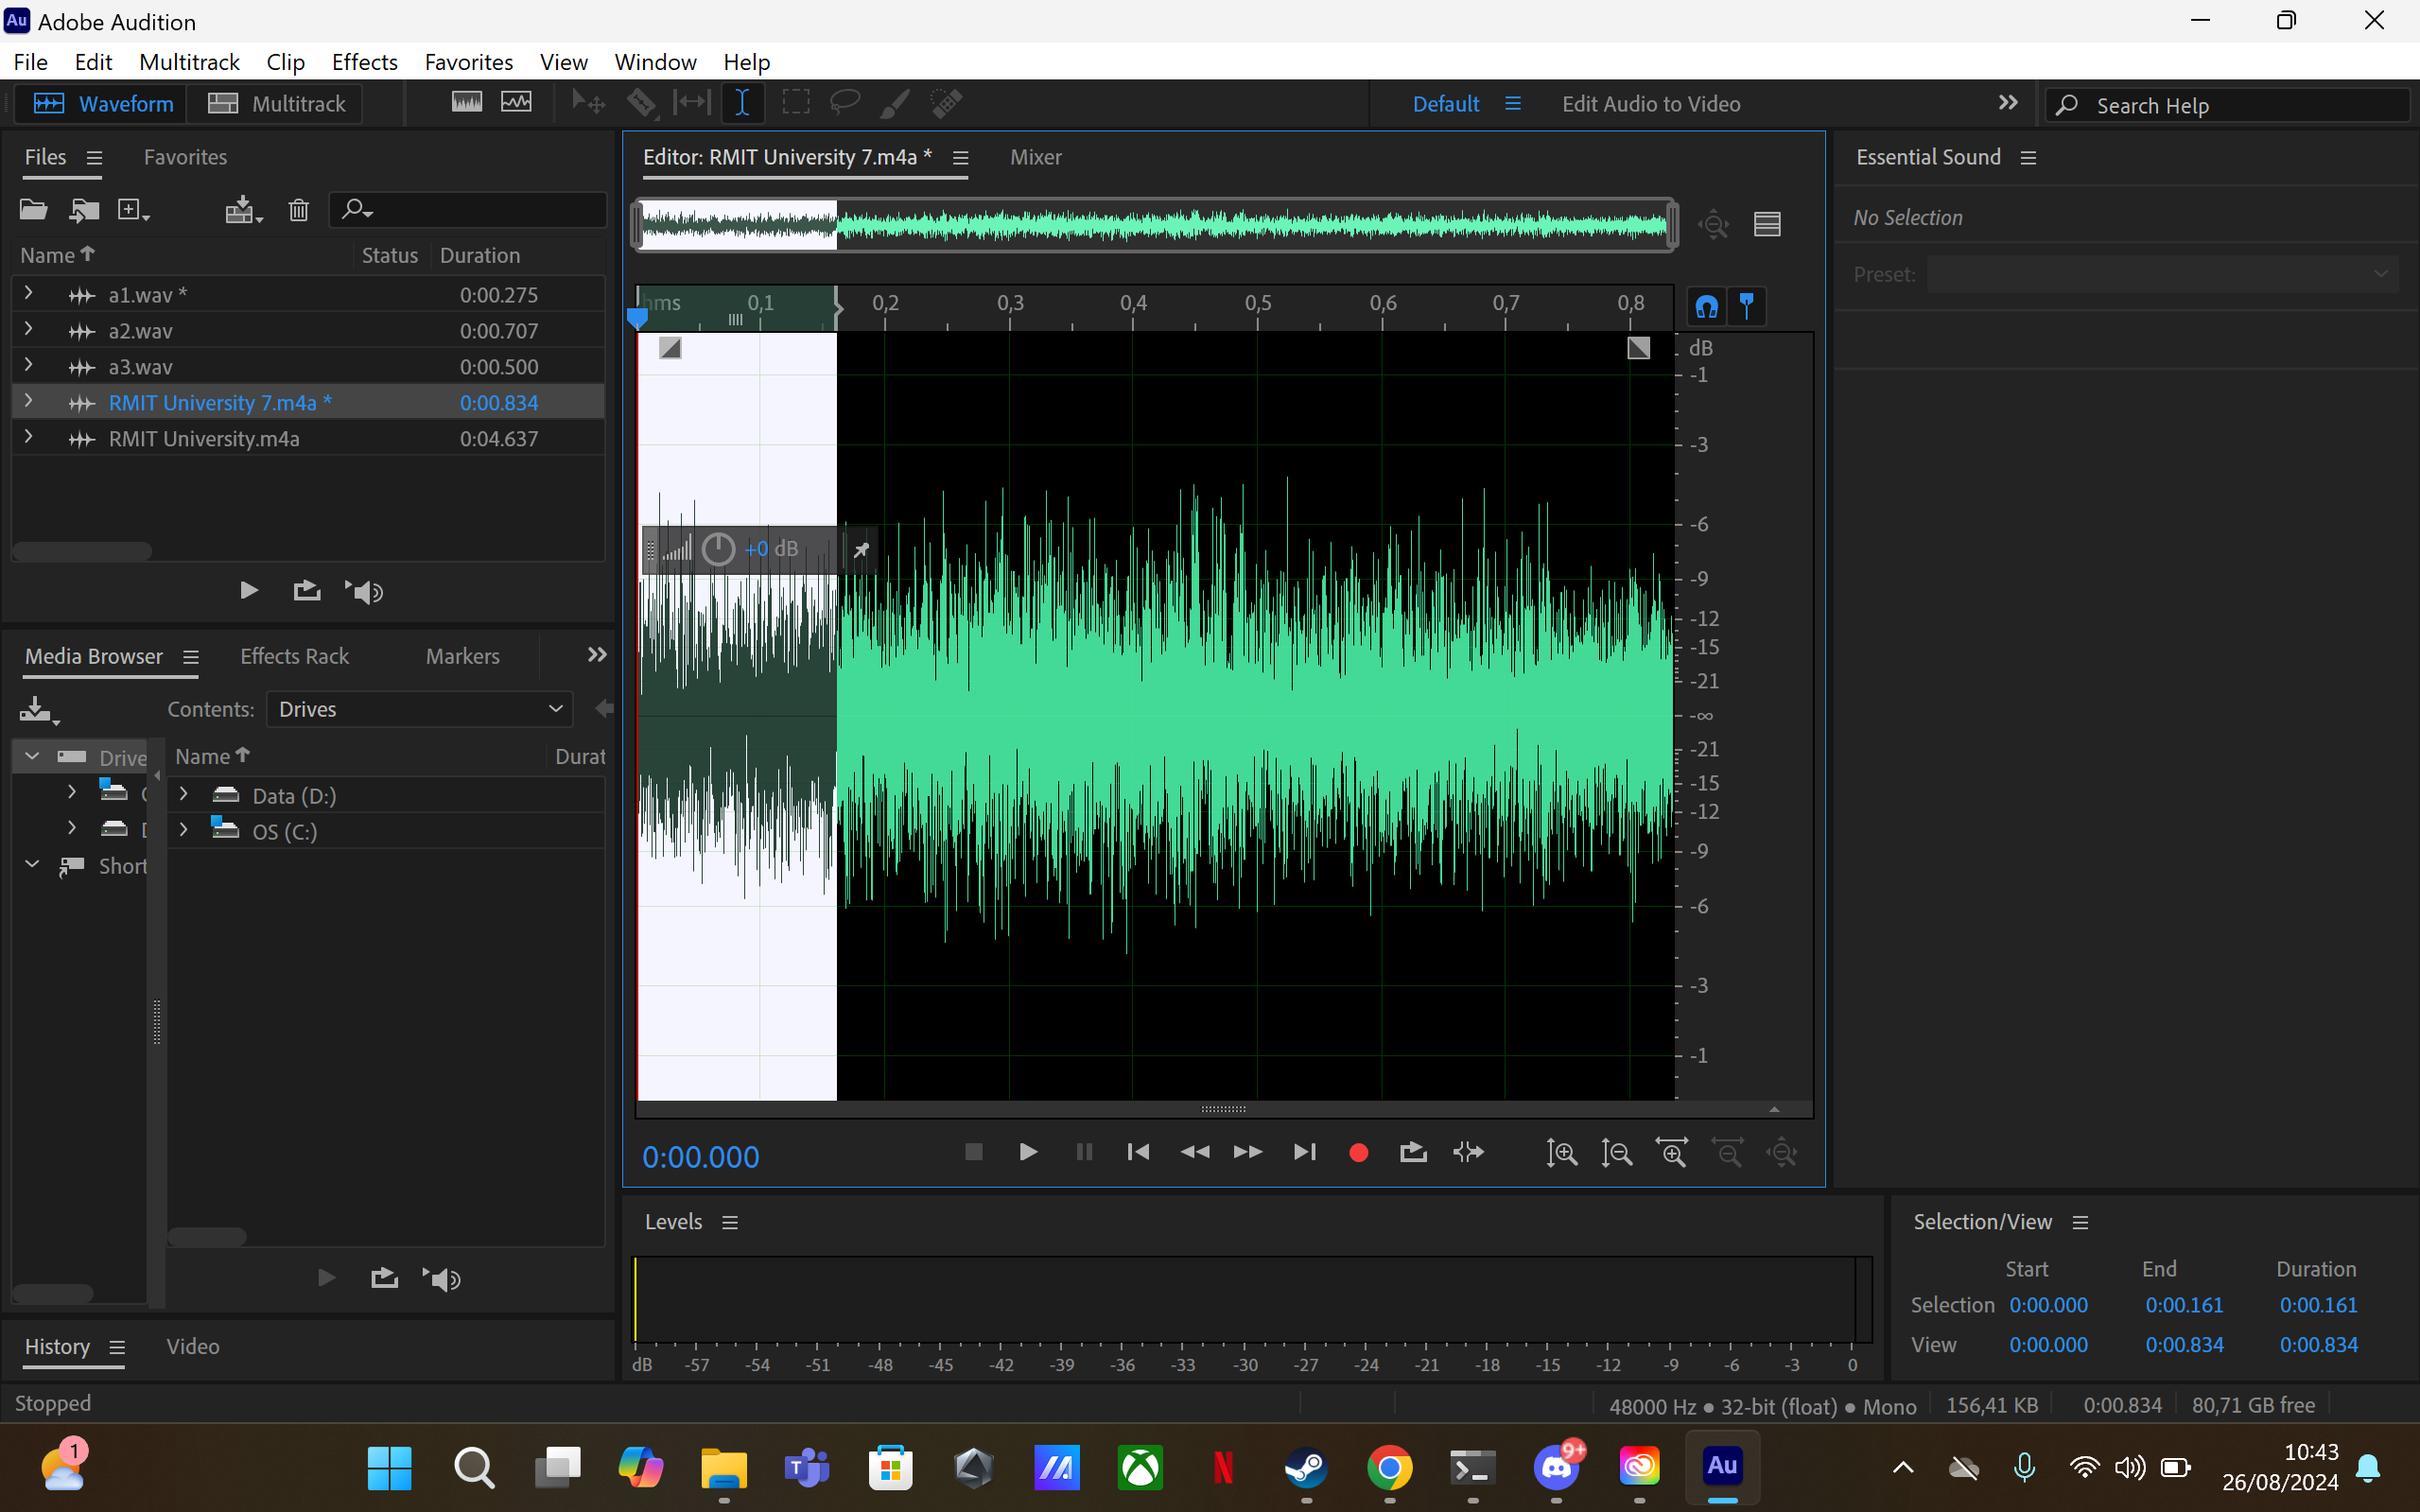 Au Adobe Audition
File Edit Multitrack Clip Effects Favorites View Window Help
Waveform Multitrack Default Edit Audio to Video Search Help
Files Favorites
Name Status Duration
a1.wav * 0:00.275
a2.wav 0:00.707
a3.wav 0:00.500
RMIT University 7.m4a * 0:00.834
RMIT University.m4a 0:04.637
Media Browser Effects Rack Markers
Contents: Drives
Drive
Short
Name Durat
Data (D:)
OS (C:)
History Video
Editor: RMIT University 7.m4a * Mixer
hms 0,1 0,2 0,3 0,4 0,5 0,6 0,7 0,8
+0 dB
dB
-1
-3
-6
-9
-12
-15
-21
-∞
-21
-15
-12
-9
-6
-3
-1
0:00.000
Levels
dB -57 -54 -51 -48 -45 -42 -39 -36 -33 -30 -27 -24 -21 -18 -15 -12 -9 -6 -3 0
Essential Sound
No Selection
Preset:
Selection/View
Start End Duration
Selection 0:00.000 0:00.161 0:00.161
View 0:00.000 0:00.834 0:00.834
Stopped 48000 Hz ● 32-bit (float) ● Mono 156,41 KB 0:00.834 80,71 GB free
1
T
N
9+
Au
10:43
26/08/2024